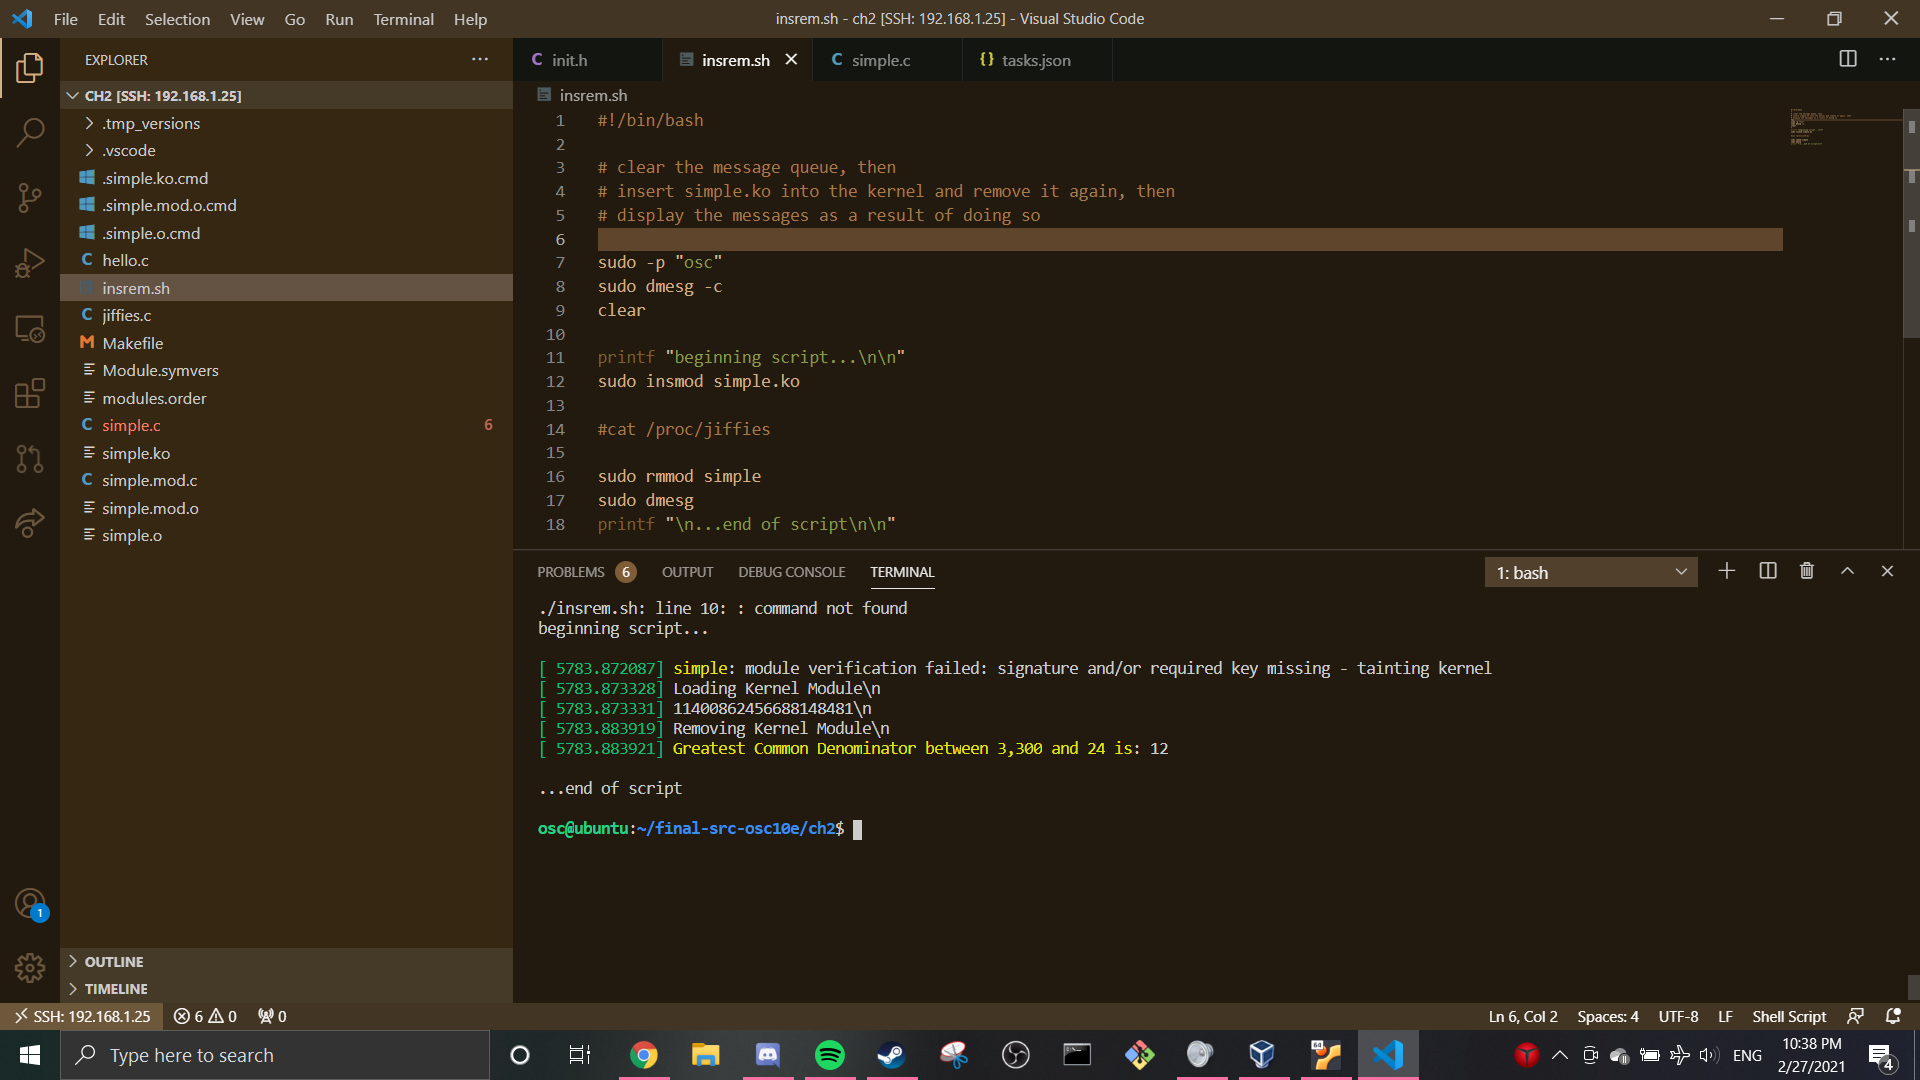 File Edit Selection View Go Run Terminal Help
insrem.sh - ch2 [SSH: 192.168.1.25] - Visual Studio Code
EXPLORER
CH2 [SSH: 192.168.1.25]
.tmp_versions
.vscode
.simple.ko.cmd
.simple.mod.o.cmd
.simple.o.cmd
hello.c
insrem.sh
jiffies.c
Makefile
Module.symvers
modules.order
simple.c 6
simple.ko
simple.mod.c
simple.mod.o
simple.o
OUTLINE
TIMELINE
init.h insrem.sh simple.c tasks.json
insrem.sh
1 #!/bin/bash
2
3 # clear the message queue, then
4 # insert simple.ko into the kernel and remove it again, then
5 # display the messages as a result of doing so
6
7 sudo -p "osc"
8 sudo dmesg -c
9 clear
10
11 printf "beginning script...\n\n"
12 sudo insmod simple.ko
13
14 #cat /proc/jiffies
15
16 sudo rmmod simple
17 sudo dmesg
18 printf "\n...end of script\n\n"
PROBLEMS 6 OUTPUT DEBUG CONSOLE TERMINAL
1: bash
./insrem.sh: line 10: : command not found
beginning script...
[ 5783.872087] simple: module verification failed: signature and/or required key missing - tainting kernel
[ 5783.873328] Loading Kernel Module\n
[ 5783.873331] 11400862456688148481\n
[ 5783.883919] Removing Kernel Module\n
[ 5783.883921] Greatest Common Denominator between 3,300 and 24 is: 12
...end of script
osc@ubuntu:~/final-src-osc10e/ch2$
1
SSH: 192.168.1.25 6 0 0
Ln 6, Col 2 Spaces: 4 UTF-8 LF Shell Script
Type here to search
64
ENG
10:38 PM
2/27/2021
4